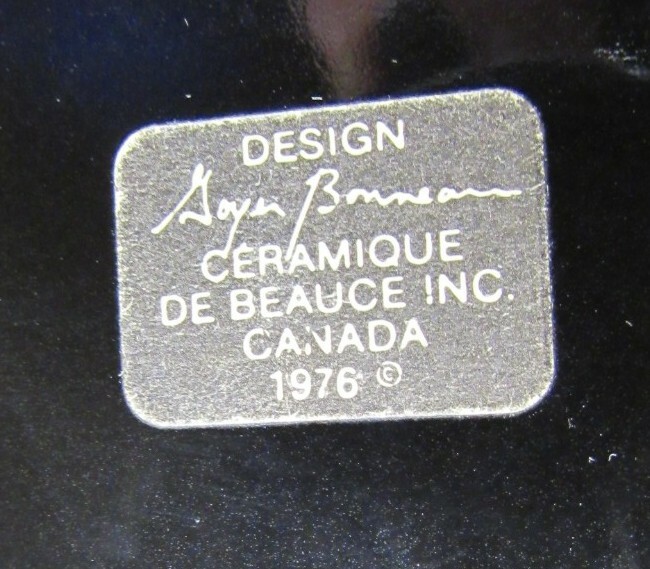 DESIGN
Goyer Bonneau
CÉRAMIQUE
DE BEAUCE INC.
CANADA
1976 ©